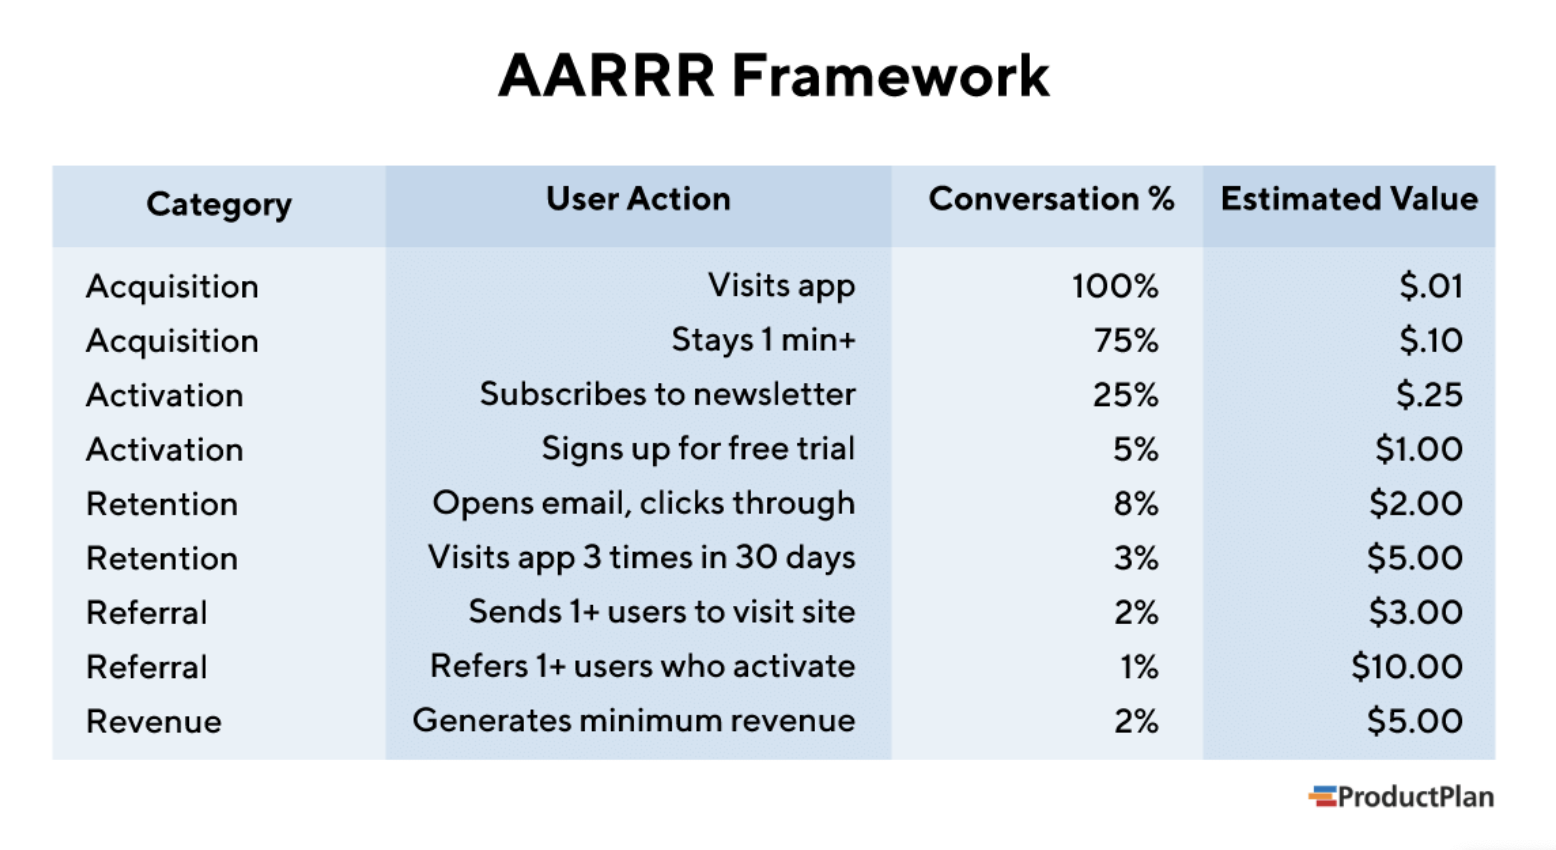 AARRR Framework
Category User Action Conversation % Estimated Value
Acquisition Visits app 100% $.01
Acquisition Stays 1 min+ 75% $.10
Activation Subscribes to newsletter 25% $.25
Activation Signs up for free trial 5% $1.00
Retention Opens email, clicks through 8% $2.00
Retention Visits app 3 times in 30 days 3% $5.00
Referral Sends 1+ users to visit site 2% $3.00
Referral Refers 1+ users who activate 1% $10.00
Revenue Generates minimum revenue 2% $5.00
ProductPlan